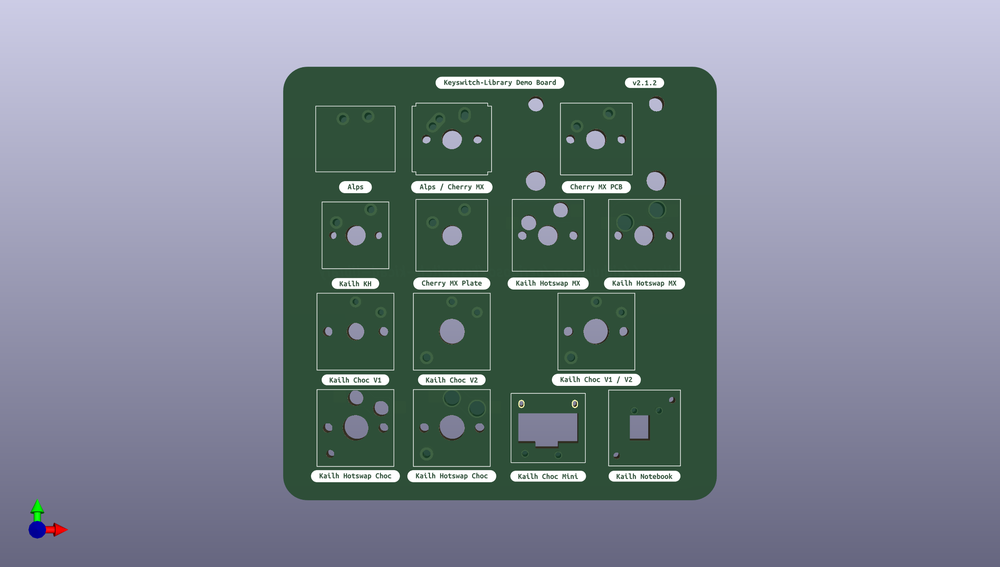 Keyswitch-Library Demo Board
v2.1.2
Alps
Alps / Cherry MX
Cherry MX PCB
Kailh KH
Cherry MX Plate
Kailh Hotswap MX
Kailh Hotswap MX
Kailh Choc V1
Kailh Choc V2
Kailh Choc V1 / V2
Kailh Hotswap Choc
Kailh Hotswap Choc
Kailh Choc Mini
Kailh Notebook